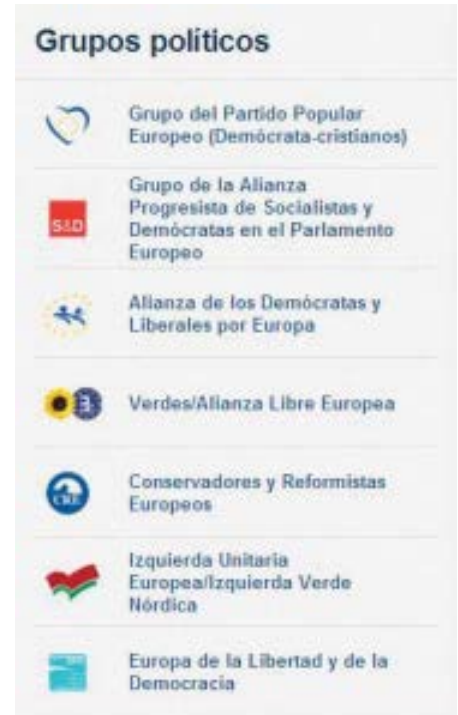 Grupos políticos
Grupo del Partido Popular
Europeo (Demócrata-cristianos)
Grupo de la Alianza
S&D
Progresista de Socialistas y
Demócratas en el Parlamento
Europeo
Alianza de los Demócratas y
Liberales por Europa
Verdes/Alianza Libre Europea
Conservadores y Reformistas
Europeos
Izquierda Unitaria
Europea/Izquierda Verde
Nórdica
Europa de la Libertad y de la
Democracia